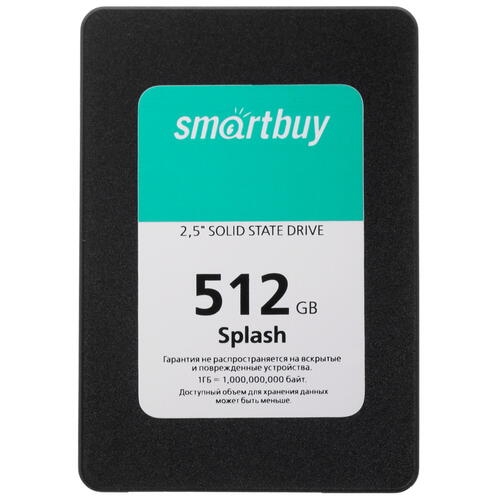 smartbuy
2,5" SOLID STATE DRIVE
512 GB
Splash
Гарантия не распространяется на вскрытые
и поврежденные устройства.
1ГБ = 1,000,000,000 байт.
Доступный объем для хранения данных
может быть меньше.